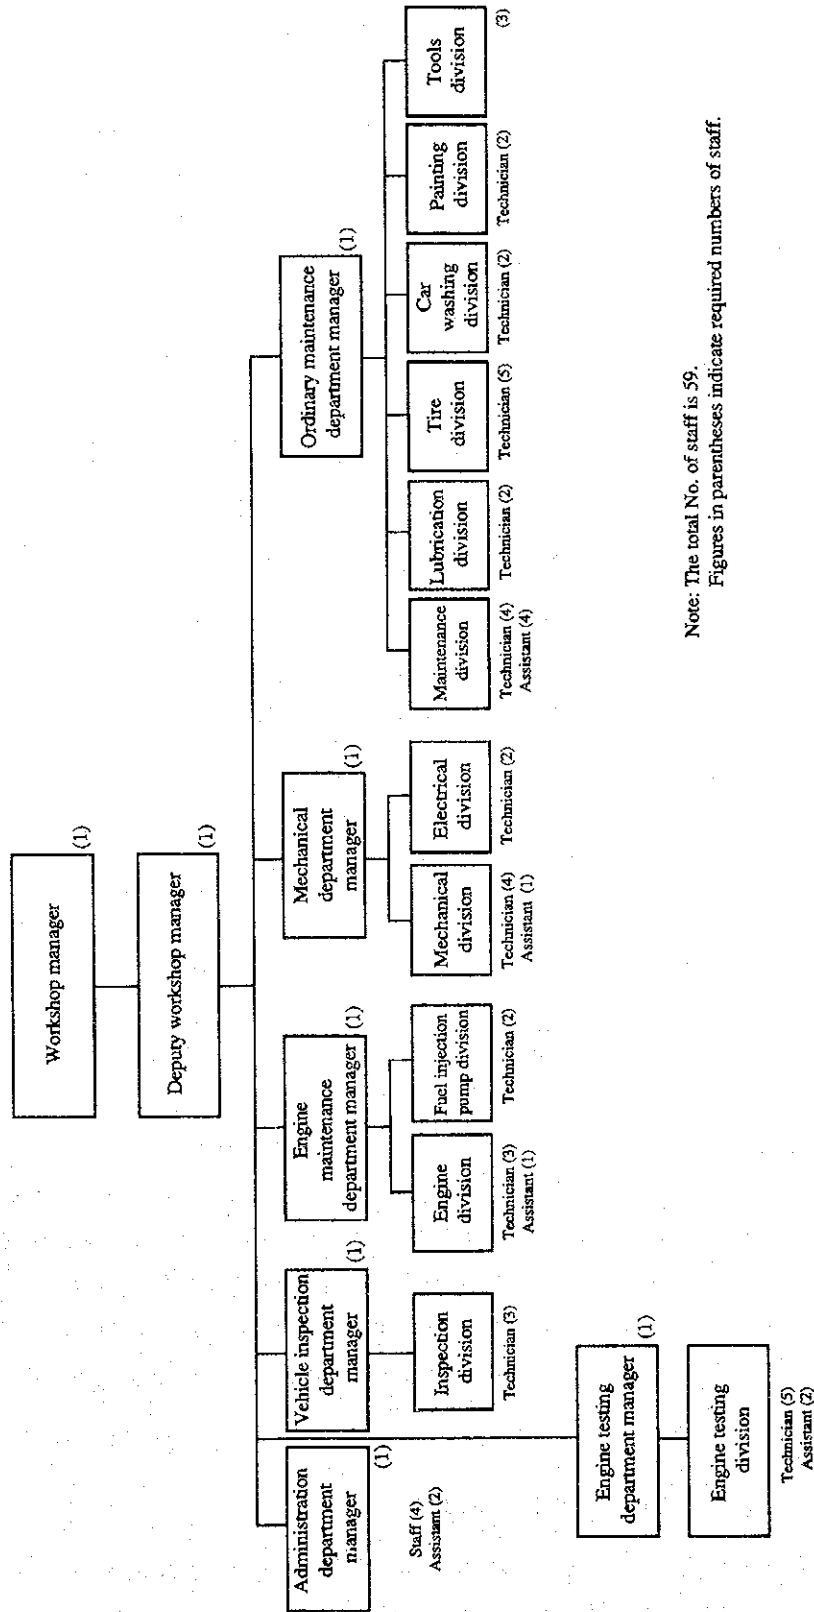 Workshop manager
(1)
Deputy workshop manager
(1)
Administration
department
manager
(1)
Staff (4)
Assistant (2)
Vehicle inspection
department
manager
(1)
Inspection
division
Technician (3)
Engine
maintenance
department manager
(1)
Engine
division
Technician (3)
Assistant (1)
Fuel injection
pump division
Technician (2)
Mechanical
department
manager
(1)
Mechanical
division
Technician (4)
Assistant (1)
Electrical
division
Technician (2)
Ordinary maintenance
department manager
(1)
Maintenance
division
Technician (4)
Assistant (4)
Lubrication
division
Technician (2)
Tire
division
Technician (5)
Car
washing
division
Technician (2)
Painting
division
Technician (2)
Tools
division
(3)
Engine testing
department manager
(1)
Engine testing
division
Technician (5)
Assistant (2)
Note: The total No. of staff is 59.
Figures in parentheses indicate required numbers of staff.